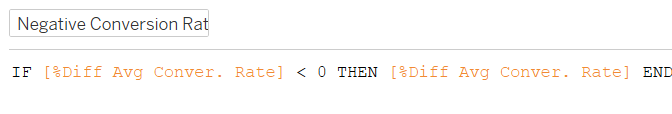 Negative Conversion Rat
IF [%Diff Avg Conver. Rate] < 0 THEN [%Diff Avg Conver. Rate] END